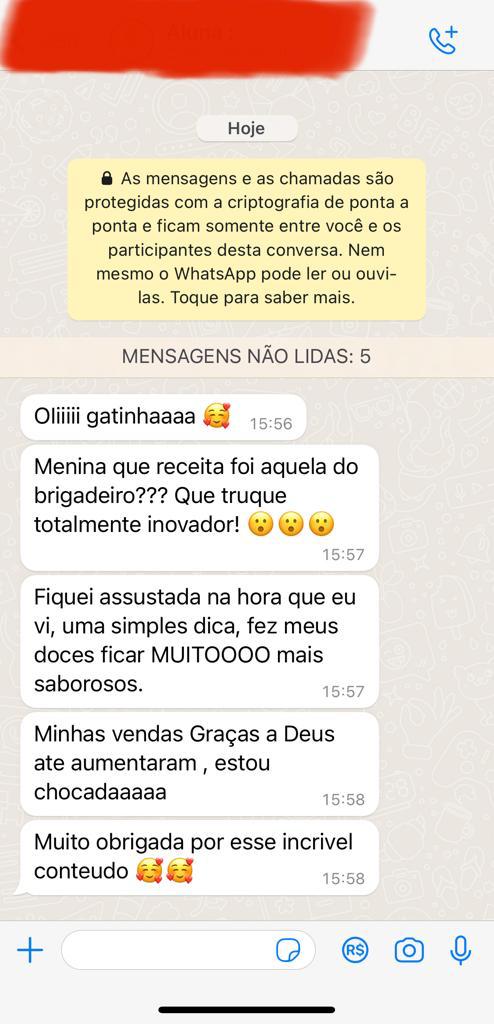 Aluna :
Hoje
As mensagens e as chamadas são
protegidas com a criptografia de ponta a
ponta e ficam somente entre você e os
participantes desta conversa. Nem
mesmo o WhatsApp pode ler ou ouvi-
las. Toque para saber mais.
MENSAGENS NÃO LIDAS: 5
Oliiiii gatinhaaaa 🥰 15:56
Menina que receita foi aquela do
brigadeiro??? Que truque
totalmente inovador! 😮😮😮
15:57
Fiquei assustada na hora que eu
vi, uma simples dica, fez meus
doces ficar MUITOOOO mais
saborosos. 15:57
Minhas vendas Graças a Deus
ate aumentaram , estou
chocadaaaaa 15:58
Muito obrigada por esse incrivel
conteudo 🥰🥰 15:58
R$